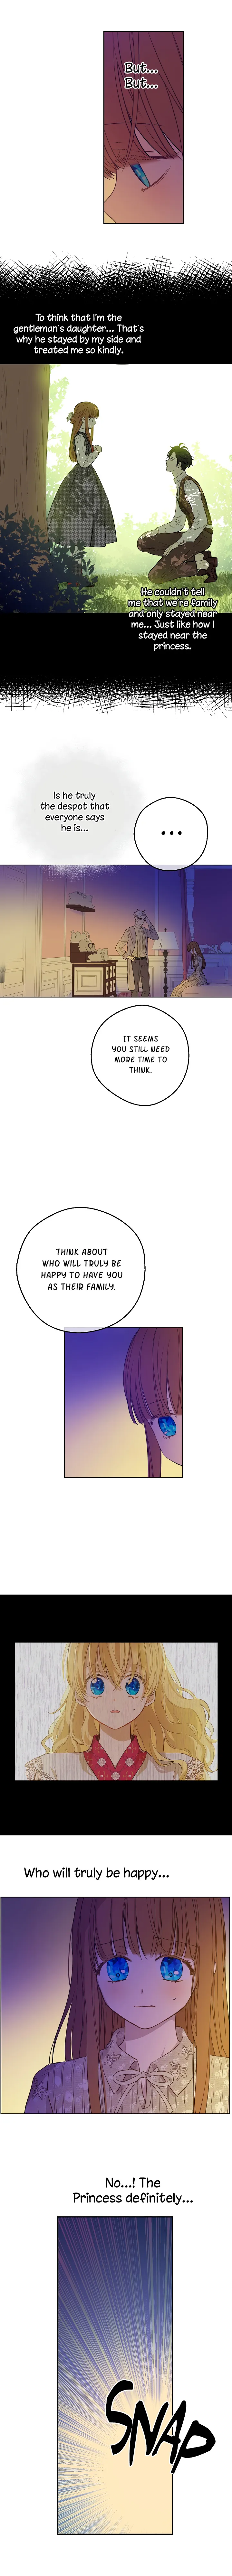 But...
But...
To think that I'm the
gentleman's daughter... That's
why he stayed by my side and
treated me so kindly.
He couldn't tell
me that we're family
and only stayed near
me... Just like how I
stayed near the
princess.
Is he truly
the despot that
everyone says
he is...
...
IT SEEMS
YOU STILL NEED
MORE TIME TO
THINK.
THINK ABOUT
WHO WILL TRULY BE
HAPPY TO HAVE YOU
AS THEIR FAMILY.
Who will truly be happy...
No...! The
Princess definitely...
SNAP